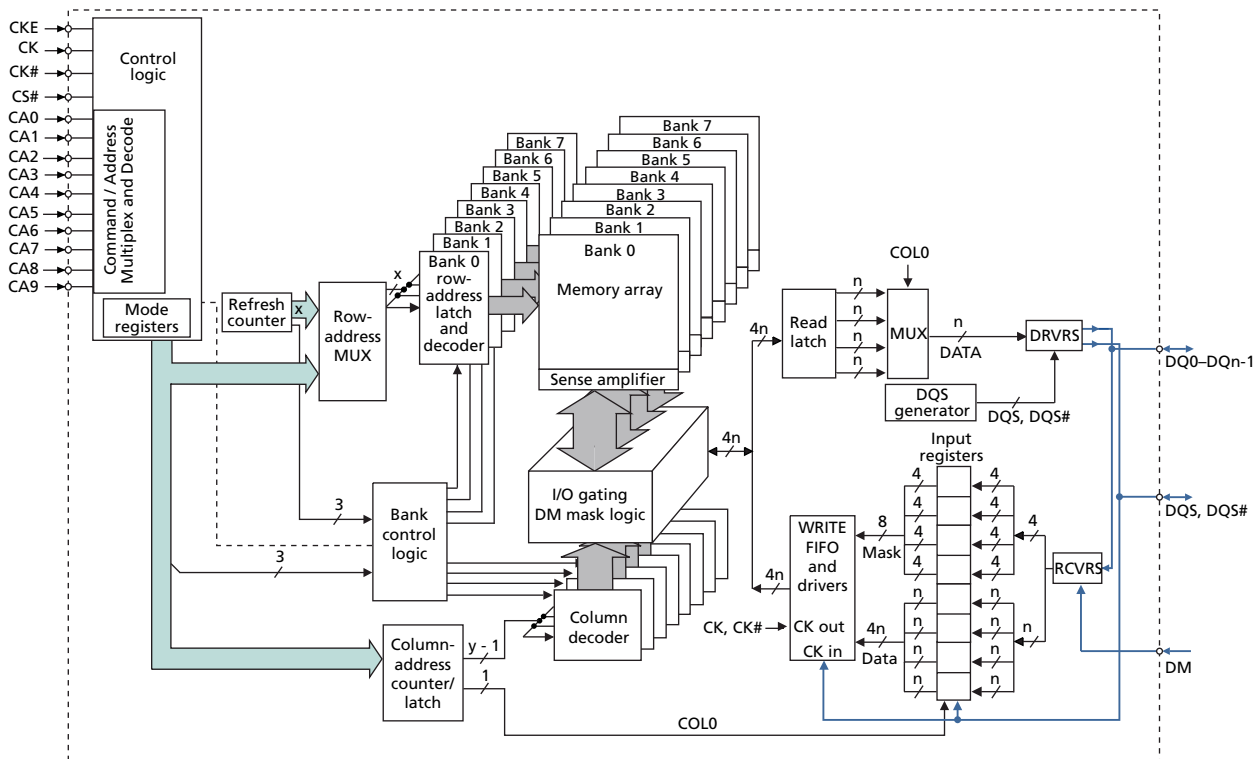 CKE
CK
CK#
CS#
CA0
CA1
CA2
CA3
CA4
CA5
CA6
CA7
CA8
CA9
Control
logic
Command / Address
Multiplex and Decode
Mode
registers
Refresh
counter
x
Row-
address
MUX
x
Bank 7
Bank 6
Bank 5
Bank 4
Bank 3
Bank 2
Bank 1
Bank 0
row-
address
latch
and
decoder
Bank 7
Bank 6
Bank 5
Bank 4
Bank 3
Bank 2
Bank 1
Bank 0
Memory array
Sense amplifier
3
3
Bank
control
logic
I/O gating
DM mask logic
Column
decoder
Column-
address
counter/
latch
y - 1
1
COL0
4n
4n
4n
Read
latch
n
n
n
n
COL0
MUX
n
DATA
DRVRS
DQS
generator
DQS, DQS#
Input
registers
4
4
4
4
n
n
n
n
4
4
4
4
n
n
n
n
4
n
8
Mask
4n
Data
WRITE
FIFO
and
drivers
CK out
CK in
CK, CK#
RCVRS
DQ0–DQn-1
DQS, DQS#
DM